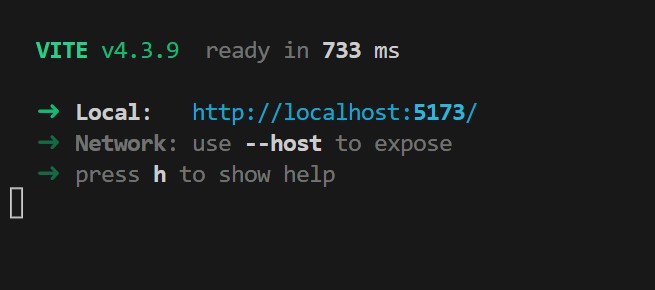 VITE v4.3.9 ready in 733 ms
➜ Local: http://localhost:5173/
➜ Network: use --host to expose
➜ press h to show help